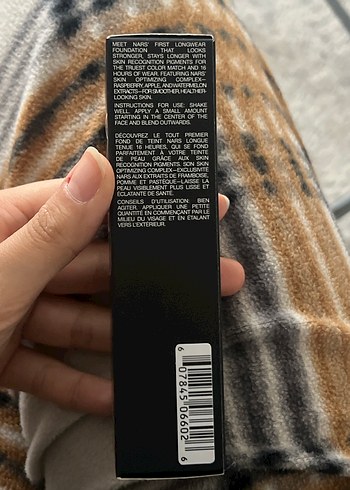 MEET NARS' FIRST LONGWEAR
FOUNDATION THAT LOOKS
STRONGER, STAYS LONGER WITH
SKIN RECOGNITION PIGMENTS FOR
THE TRUEST COLOR MATCH AND 16
HOURS OF WEAR. FEATURING NARS'
SKIN OPTIMIZING COMPLEX—
RASPBERRY, APPLE, AND WATERMELON
EXTRACTS—FOR SMOOTHER, HEALTHIER-
LOOKING SKIN.
INSTRUCTIONS FOR USE: SHAKE
WELL. APPLY A SMALL AMOUNT
STARTING IN THE CENTER OF THE
FACE AND BLEND OUTWARDS.
DÉCOUVREZ LE TOUT PREMIER
FOND DE TEINT NARS LONGUE
TENUE 16 HEURES, QUI SE FOND
PARFAITEMENT À VOTRE TEINTE
DE PEAU GRÂCE AUX SKIN
RECOGNITION PIGMENTS. SON SKIN
OPTIMIZING COMPLEX—EXCLUSIVITÉ
NARS AUX EXTRAITS DE FRAMBOISE,
POMME ET PASTÈQUE—LAISSE LA
PEAU VISIBLEMENT PLUS LISSE ET
ÉCLATANTE DE SANTÉ.
CONSEILS D'UTILISATION: BIEN
AGITER. APPLIQUER UNE PETITE
QUANTITÉ EN COMMENÇANT PAR LE
MILIEU DU VISAGE ET EN ÉTALANT
VERS L'EXTÉRIEUR.
6 07845 06602 6